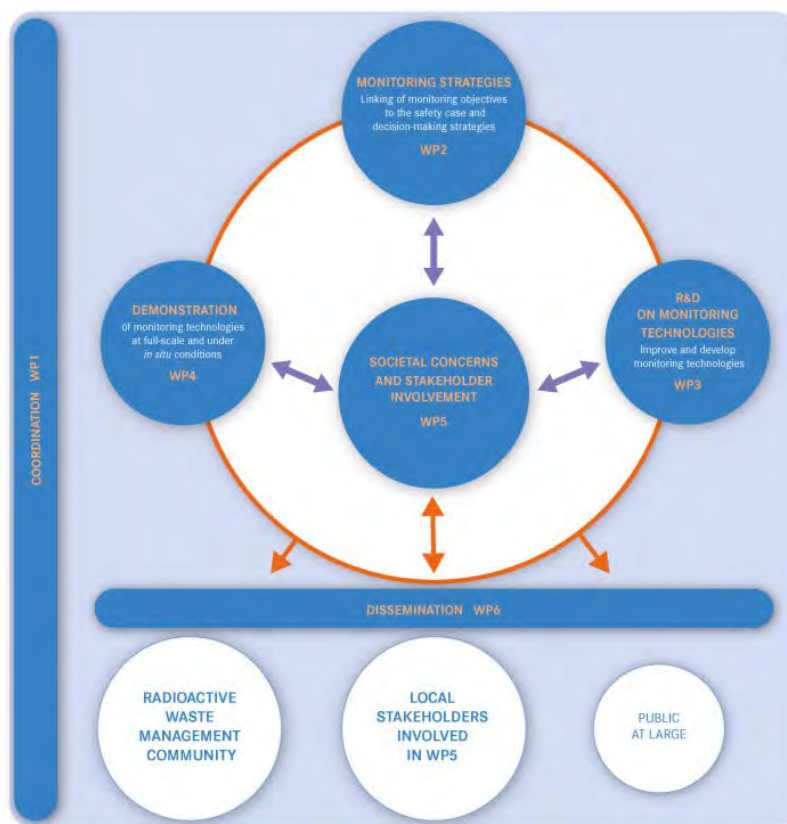 COORDINATION WP1
MONITORING STRATEGIES
Linking of monitoring objectives
to the safety case and
decision-making strategies
WP2
DEMONSTRATION
of monitoring technologies
at full-scale and under
in situ conditions
WP4
SOCIETAL CONCERNS
AND STAKEHOLDER
INVOLVEMENT
WP5
R&D
ON MONITORING
TECHNOLOGIES
Improve and develop
monitoring technologies
WP3
DISSEMINATION WP6
RADIOACTIVE
WASTE
MANAGEMENT
COMMUNITY
LOCAL
STAKEHOLDERS
INVOLVED
IN WP5
PUBLIC
AT LARGE